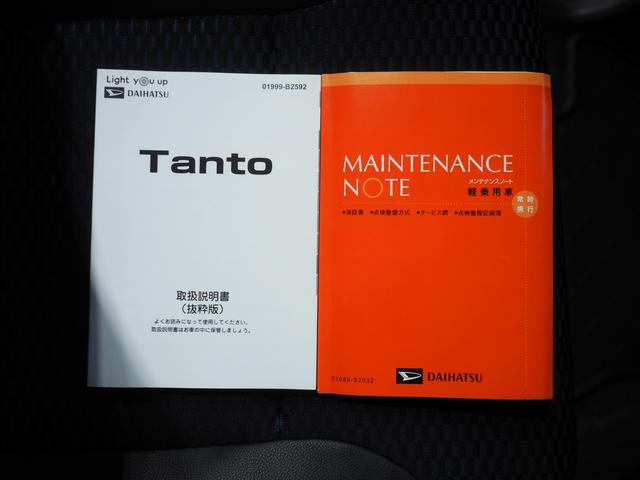 Light you up
DAIHATSU
01999-B2592
Tanto
取扱説明書
(抜粋版)
よくお読みになって使用してください。
取扱説明書はお車の中に保管しましょう。
MAINTENANCE
NOTE
メンテナンスノート
軽乗用車
常時
携行
●保証書 ●点検整備方式 ●サービス網 ●点検整備記録簿
01989-B2032
DAIHATSU